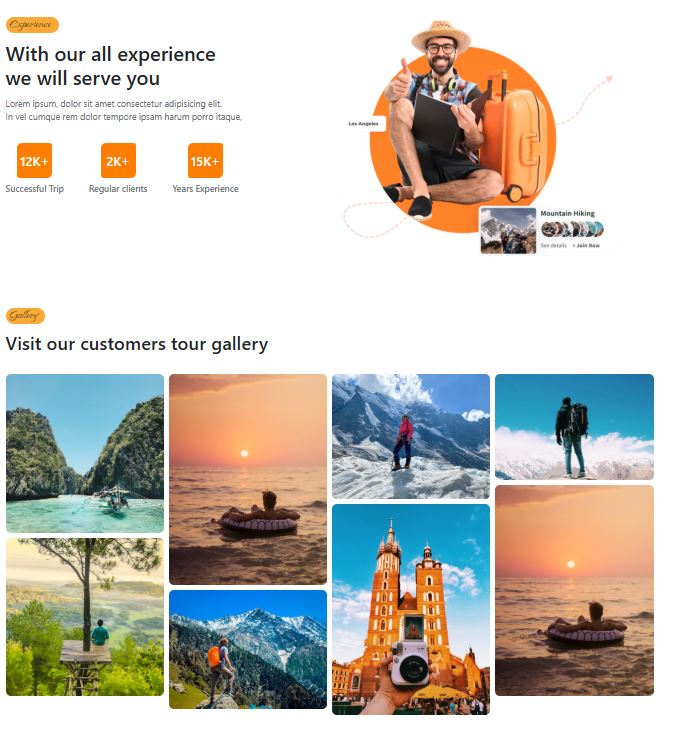 Experience
With our all experience
we will serve you
Lorem ipsum, dolor sit amet consectetur adipisicing elit.
In vel cumque rem dolor tempore ipsam harum porro itaque,
12K+ 2K+ 15K+
Successful Trip Regular clients Years Experience
Los Angeles
Mountain Hiking
See details + Join Now
Gallery
Visit our customers tour gallery